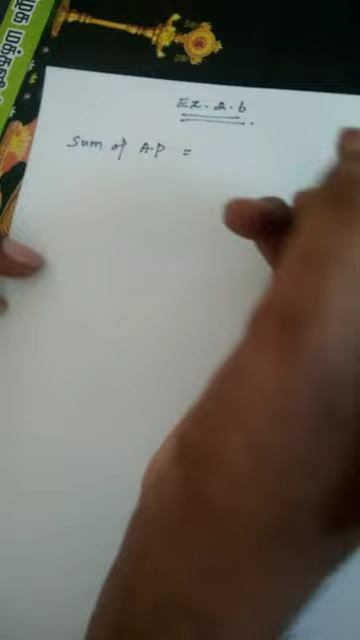 Ex. 2.6
Sum of A.P =